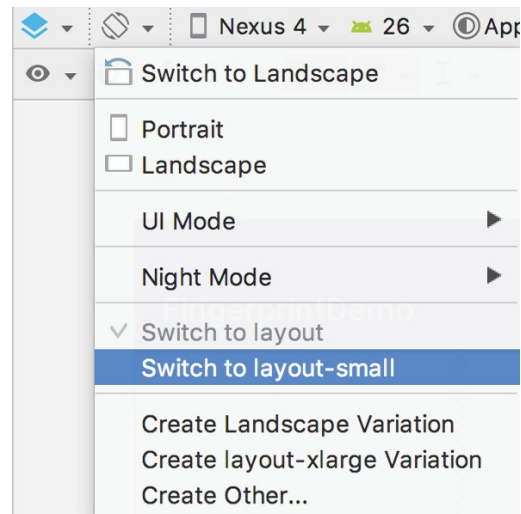 Nexus 4 26 App
Switch to Landscape
Portrait
Landscape
UI Mode
Night Mode
FingerprintDemo
Switch to layout
Switch to layout-small
Create Landscape Variation
Create layout-xlarge Variation
Create Other...